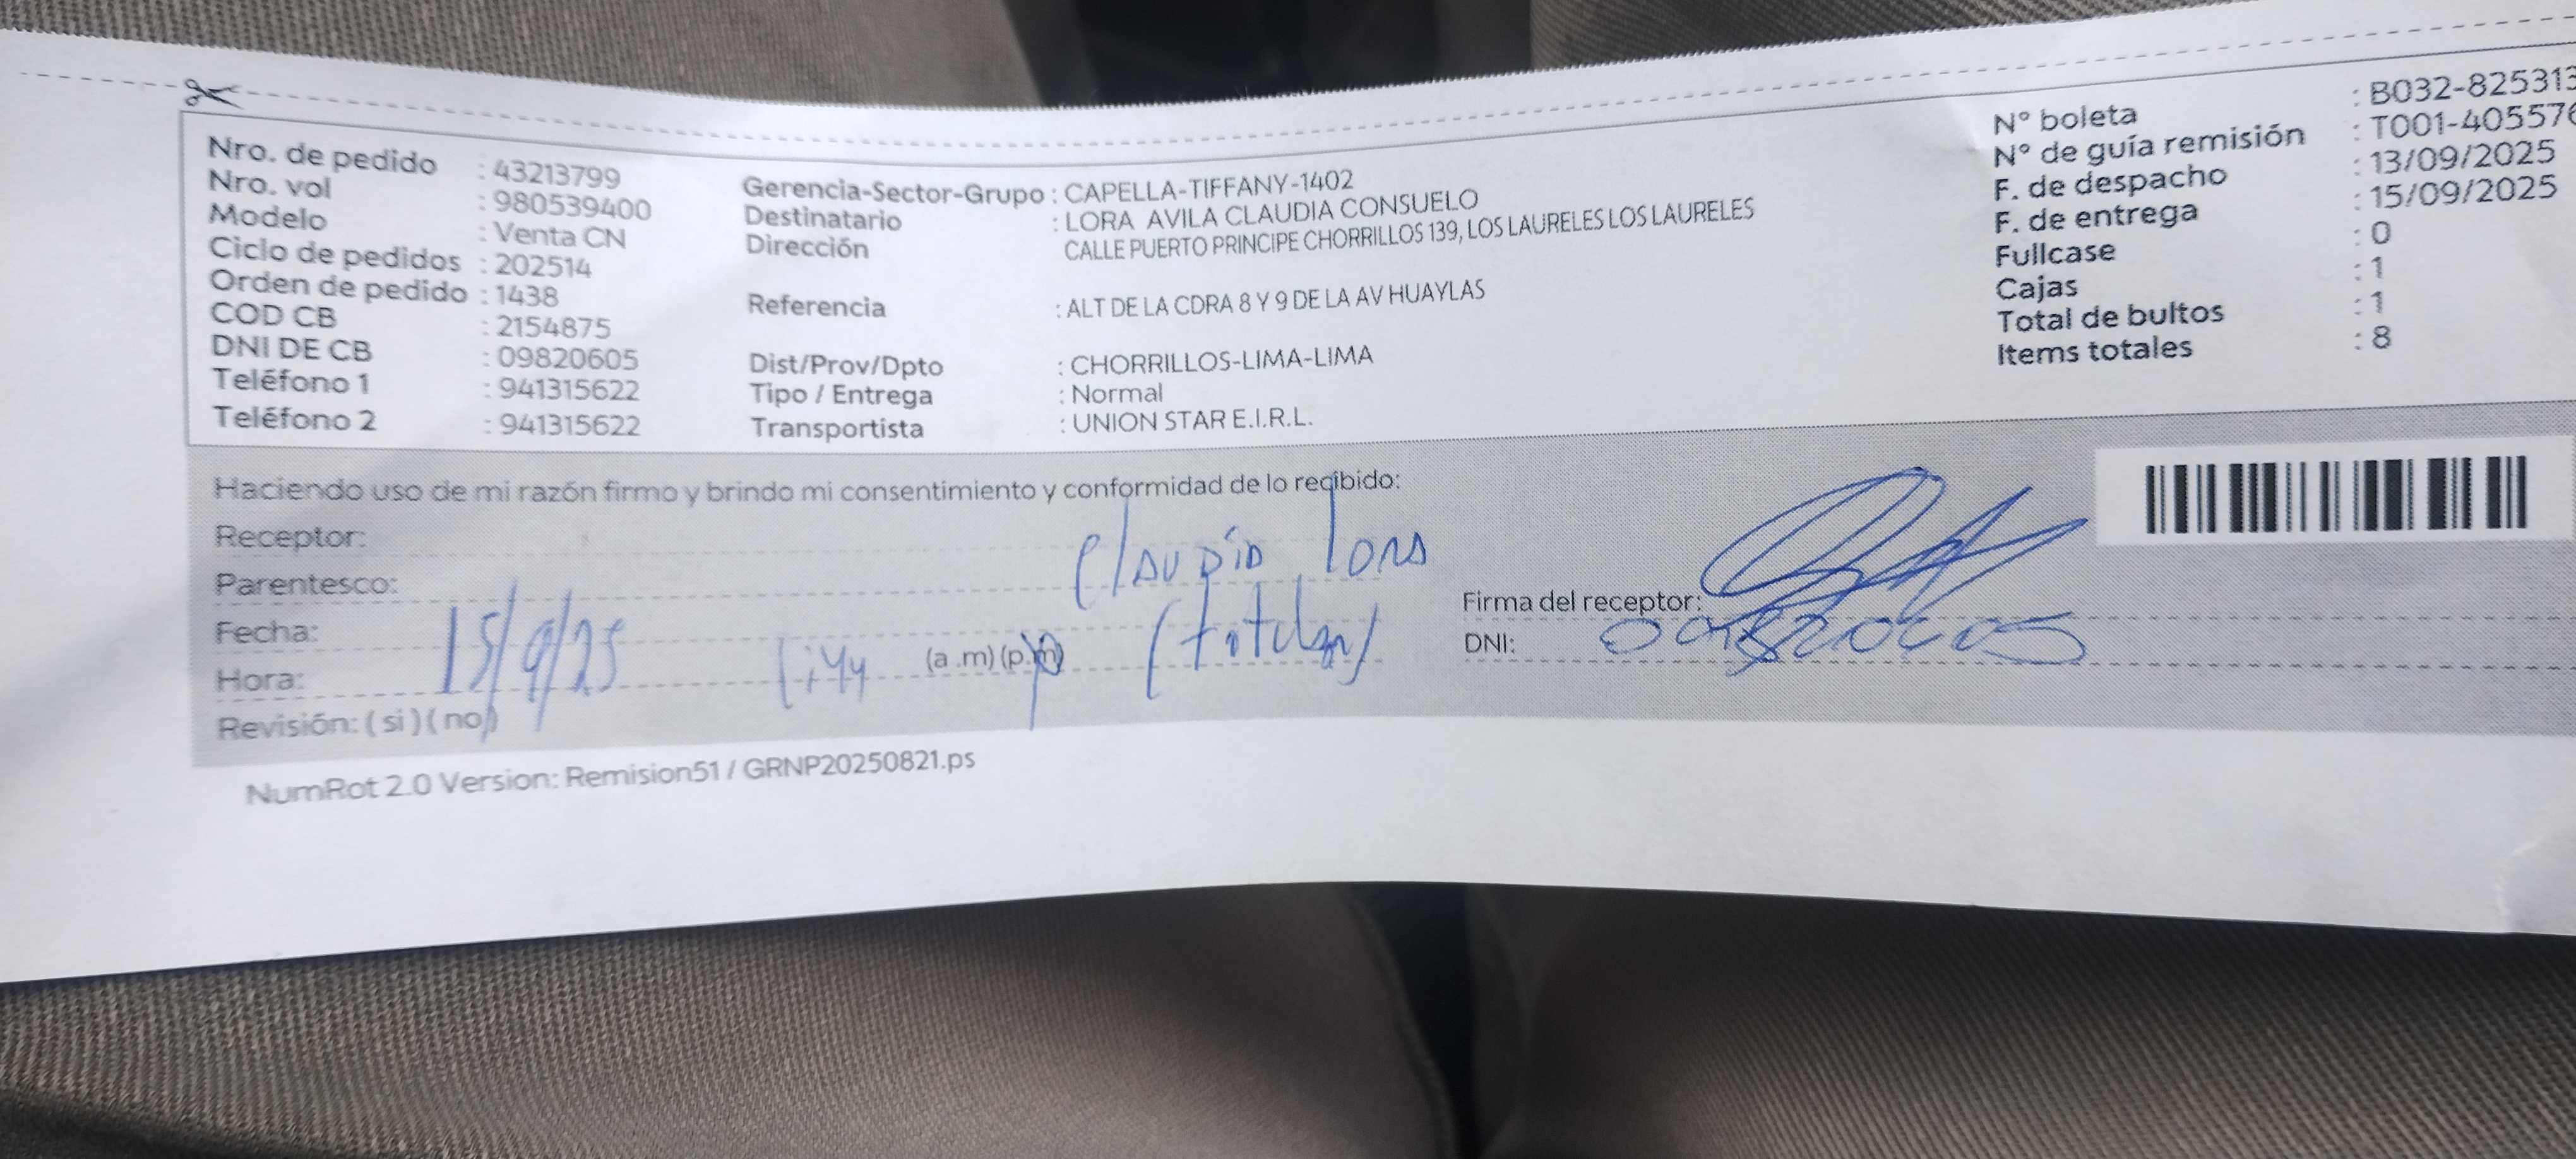 Nro. de pedido : 43213799
Nro. vol : 980539400
Modelo : Venta CN
Ciclo de pedidos : 202514
Orden de pedido : 1438
COD CB : 2154875
DNI DE CB : 09820605
Teléfono 1 : 941315622
Teléfono 2 : 941315622
Gerencia-Sector-Grupo : CAPELLA-TIFFANY-1402
Destinatario : LORA AVILA CLAUDIA CONSUELO
Dirección CALLE PUERTO PRINCIPE CHORRILLOS 139, LOS LAURELES LOS LAURELES
Referencia : ALT DE LA CDRA 8 Y 9 DE LA AV HUAYLAS
Dist/Prov/Dpto : CHORRILLOS-LIMA-LIMA
Tipo / Entrega : Normal
Transportista : UNION STAR E.I.R.L.
N° boleta : B032-825313
N° de guía remisión : T001-405576
F. de despacho : 13/09/2025
F. de entrega : 15/09/2025
Fullcase : 0
Cajas : 1
Total de bultos : 1
Items totales : 8
Haciendo uso de mi razón firmo y brindo mi consentimiento y conformidad de lo recibido:
Receptor: Claudia Lora
Parentesco: (titular)
Fecha: 15/9/25
Hora: 1:44 (a .m) (p.m)
Revisión: ( si ) ( no )
Firma del receptor:
DNI:
NumRot 2.0 Version: Remision51 / GRNP20250821.ps